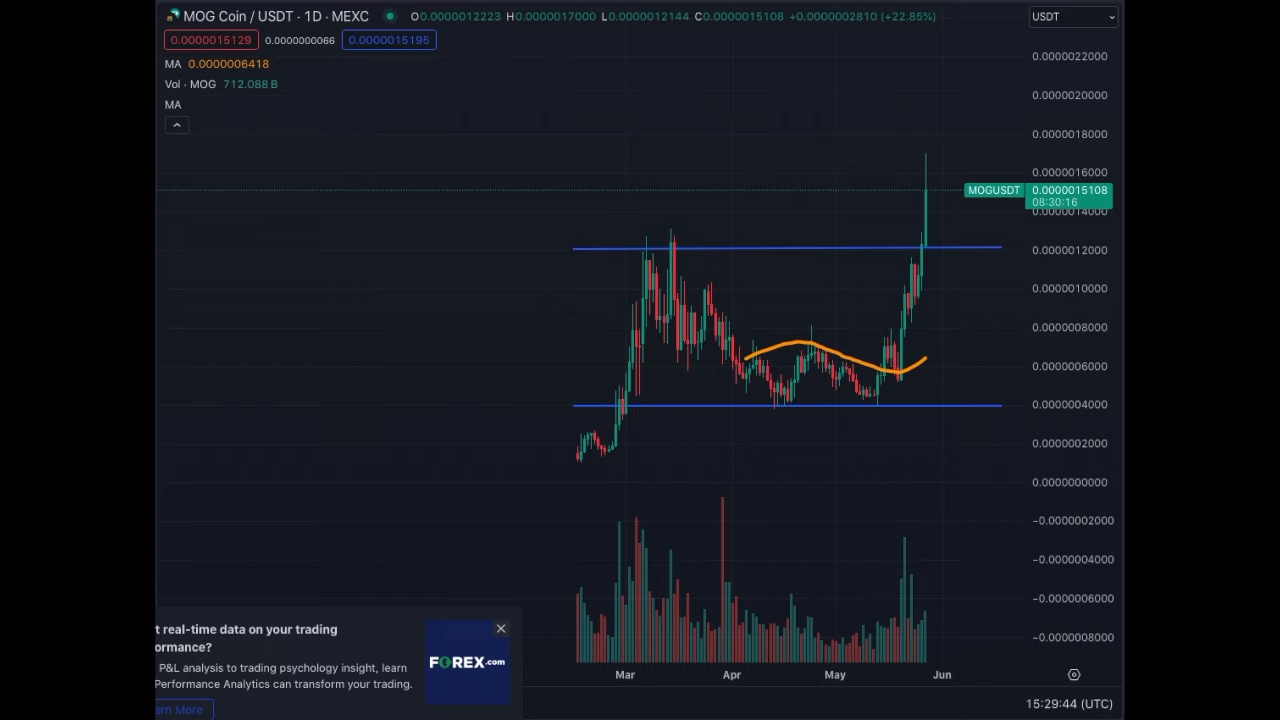 MOG Coin / USDT · 1D · MEXC O0.0000012223 H0.0000017000 L0.0000012144 C0.0000015108 +0.0000002810 (+22.85%) USDT
0.0000015129 0.0000000066 0.0000015195
MA 0.0000006418
Vol · MOG 712.088 B
MA
0.0000022000
0.0000020000
0.0000018000
0.0000016000
MOGUSDT 0.0000015108
08:30:16
0.0000014000
0.0000012000
0.0000010000
0.0000008000
0.0000006000
0.0000004000
0.0000002000
0.0000000000
−0.0000002000
−0.0000004000
−0.0000006000
−0.0000008000
t real-time data on your trading
ormance?
P&L analysis to trading psychology insight, learn
Performance Analytics can transform your trading.
arn More
FOREX.com
Mar Apr May Jun
15:29:44 (UTC)